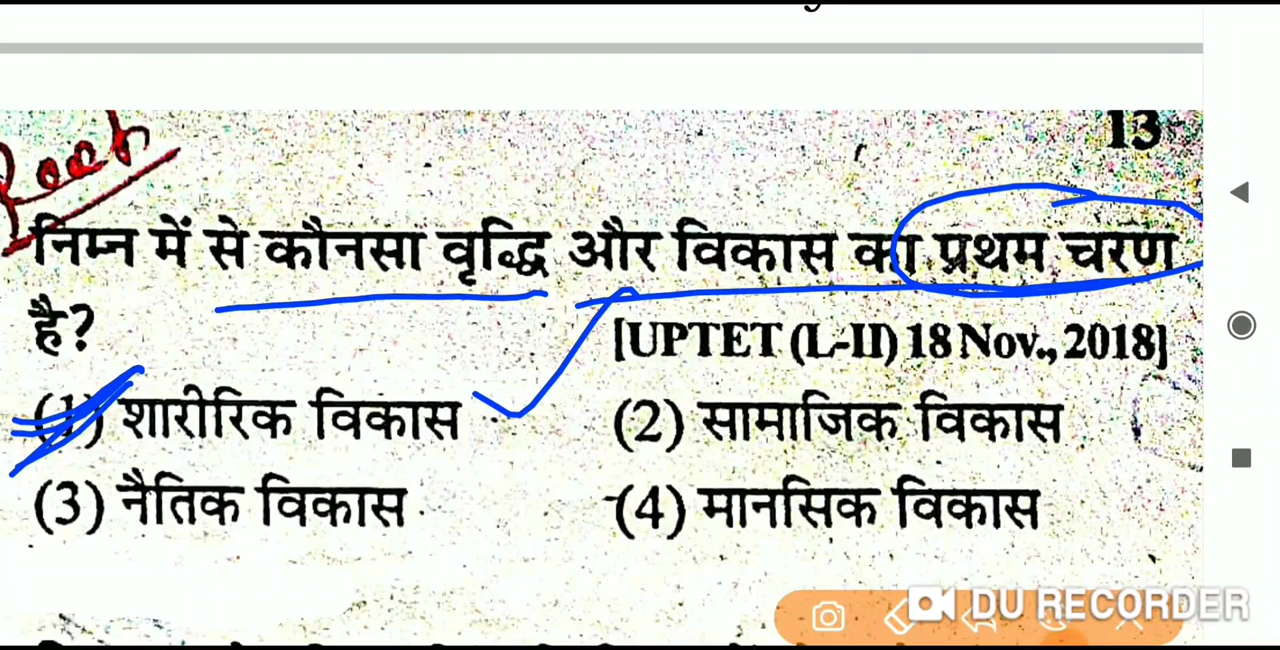 13
निम्न में से कौनसा वृद्धि और विकास का प्रथम चरण
है?
[UPTET (L-II) 18 Nov., 2018]
(1) शारीरिक विकास
(2) सामाजिक विकास
(3) नैतिक विकास
(4) मानसिक विकास
DU RECORDER